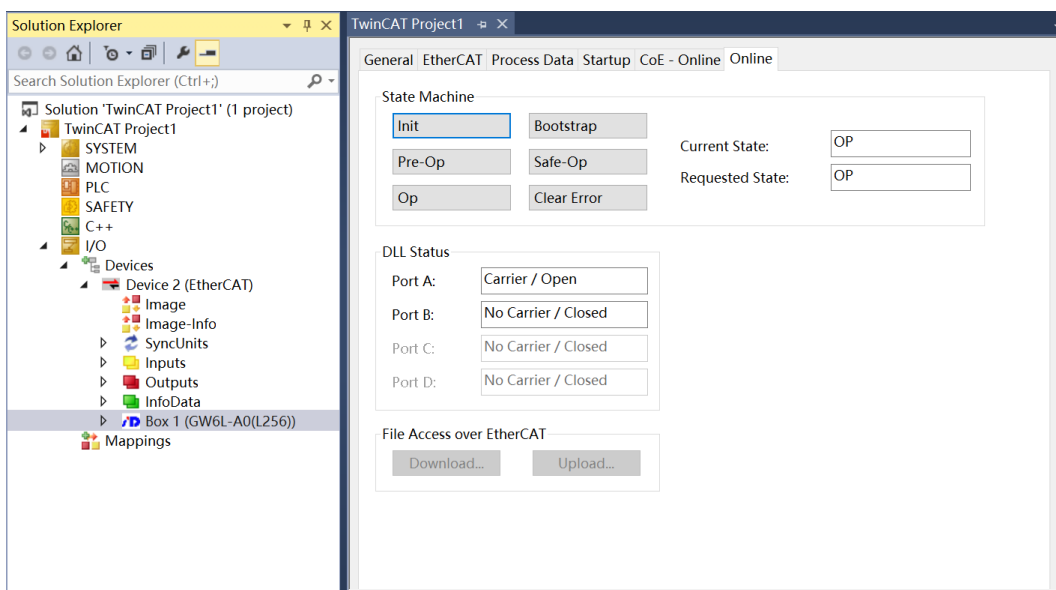 Solution Explorer
Search Solution Explorer (Ctrl+;)
Solution 'TwinCAT Project1' (1 project)
TwinCAT Project1
SYSTEM
MOTION
PLC
SAFETY
C++
I/O
Devices
Device 2 (EtherCAT)
Image
Image-Info
SyncUnits
Inputs
Outputs
InfoData
Box 1 (GW6L-A0(L256))
Mappings
TwinCAT Project1
General EtherCAT Process Data Startup CoE - Online Online
State Machine
Init Bootstrap
Pre-Op Safe-Op
Op Clear Error
Current State: OP
Requested State: OP
DLL Status
Port A: Carrier / Open
Port B: No Carrier / Closed
Port C: No Carrier / Closed
Port D: No Carrier / Closed
File Access over EtherCAT
Download... Upload...